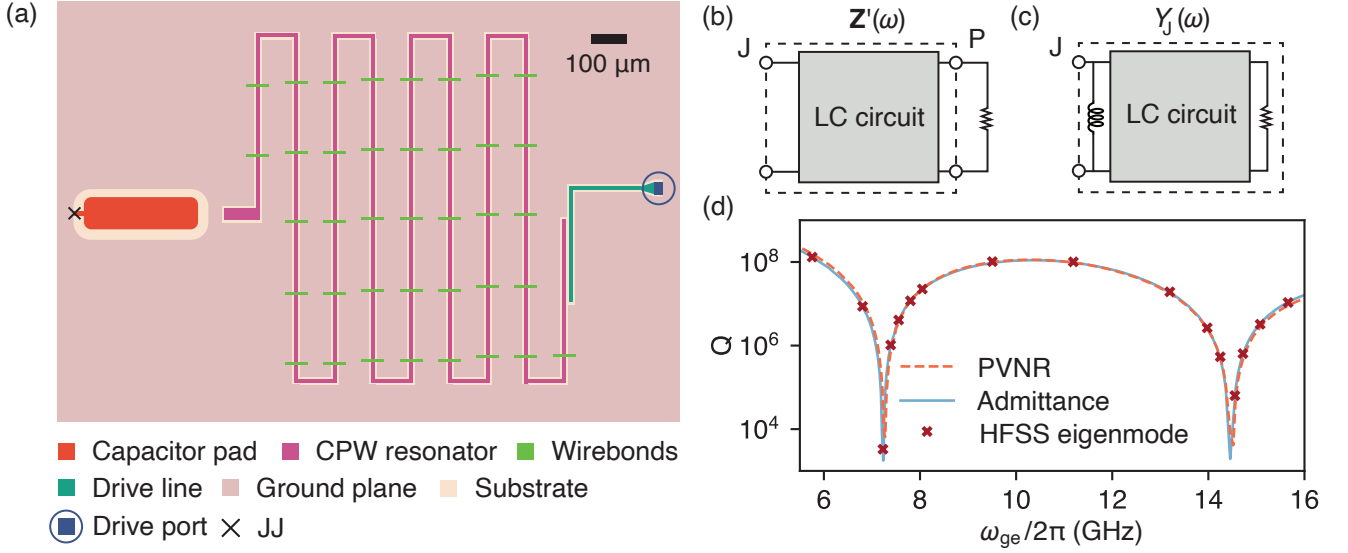 (a)
100 μm
Capacitor pad CPW resonator Wirebonds
Drive line Ground plane Substrate
Drive port JJ
(b) Z'(ω)
J P
LC circuit
(c) Y_J(ω)
J
LC circuit
(d)
Q
10^8
10^6
10^4
PVNR
Admittance
HFSS eigenmode
6 8 10 12 14 16
ω_ge/2π (GHz)